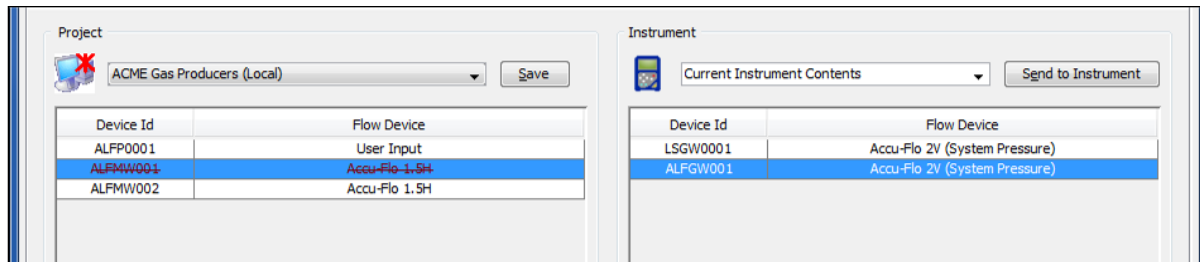 Project
ACME Gas Producers (Local)
Save
Device Id Flow Device
ALFP0001 User Input
ALFMW001 Accu-Flo 1.5H
ALFMW002 Accu-Flo 1.5H
Instrument
Current Instrument Contents
Send to Instrument
Device Id Flow Device
LSGW0001 Accu-Flo 2V (System Pressure)
ALFGW001 Accu-Flo 2V (System Pressure)